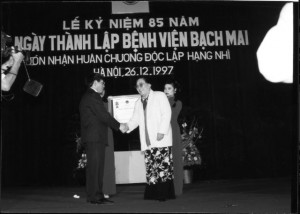 LỄ KỶ NIỆM 85 NĂM
NGÀY THÀNH LẬP BỆNH VIỆN BẠCH MAI
ĐÓN NHẬN HUÂN CHƯƠNG ĐỘC LẬP HẠNG NHÌ
HÀ NỘI, 26.12.1997